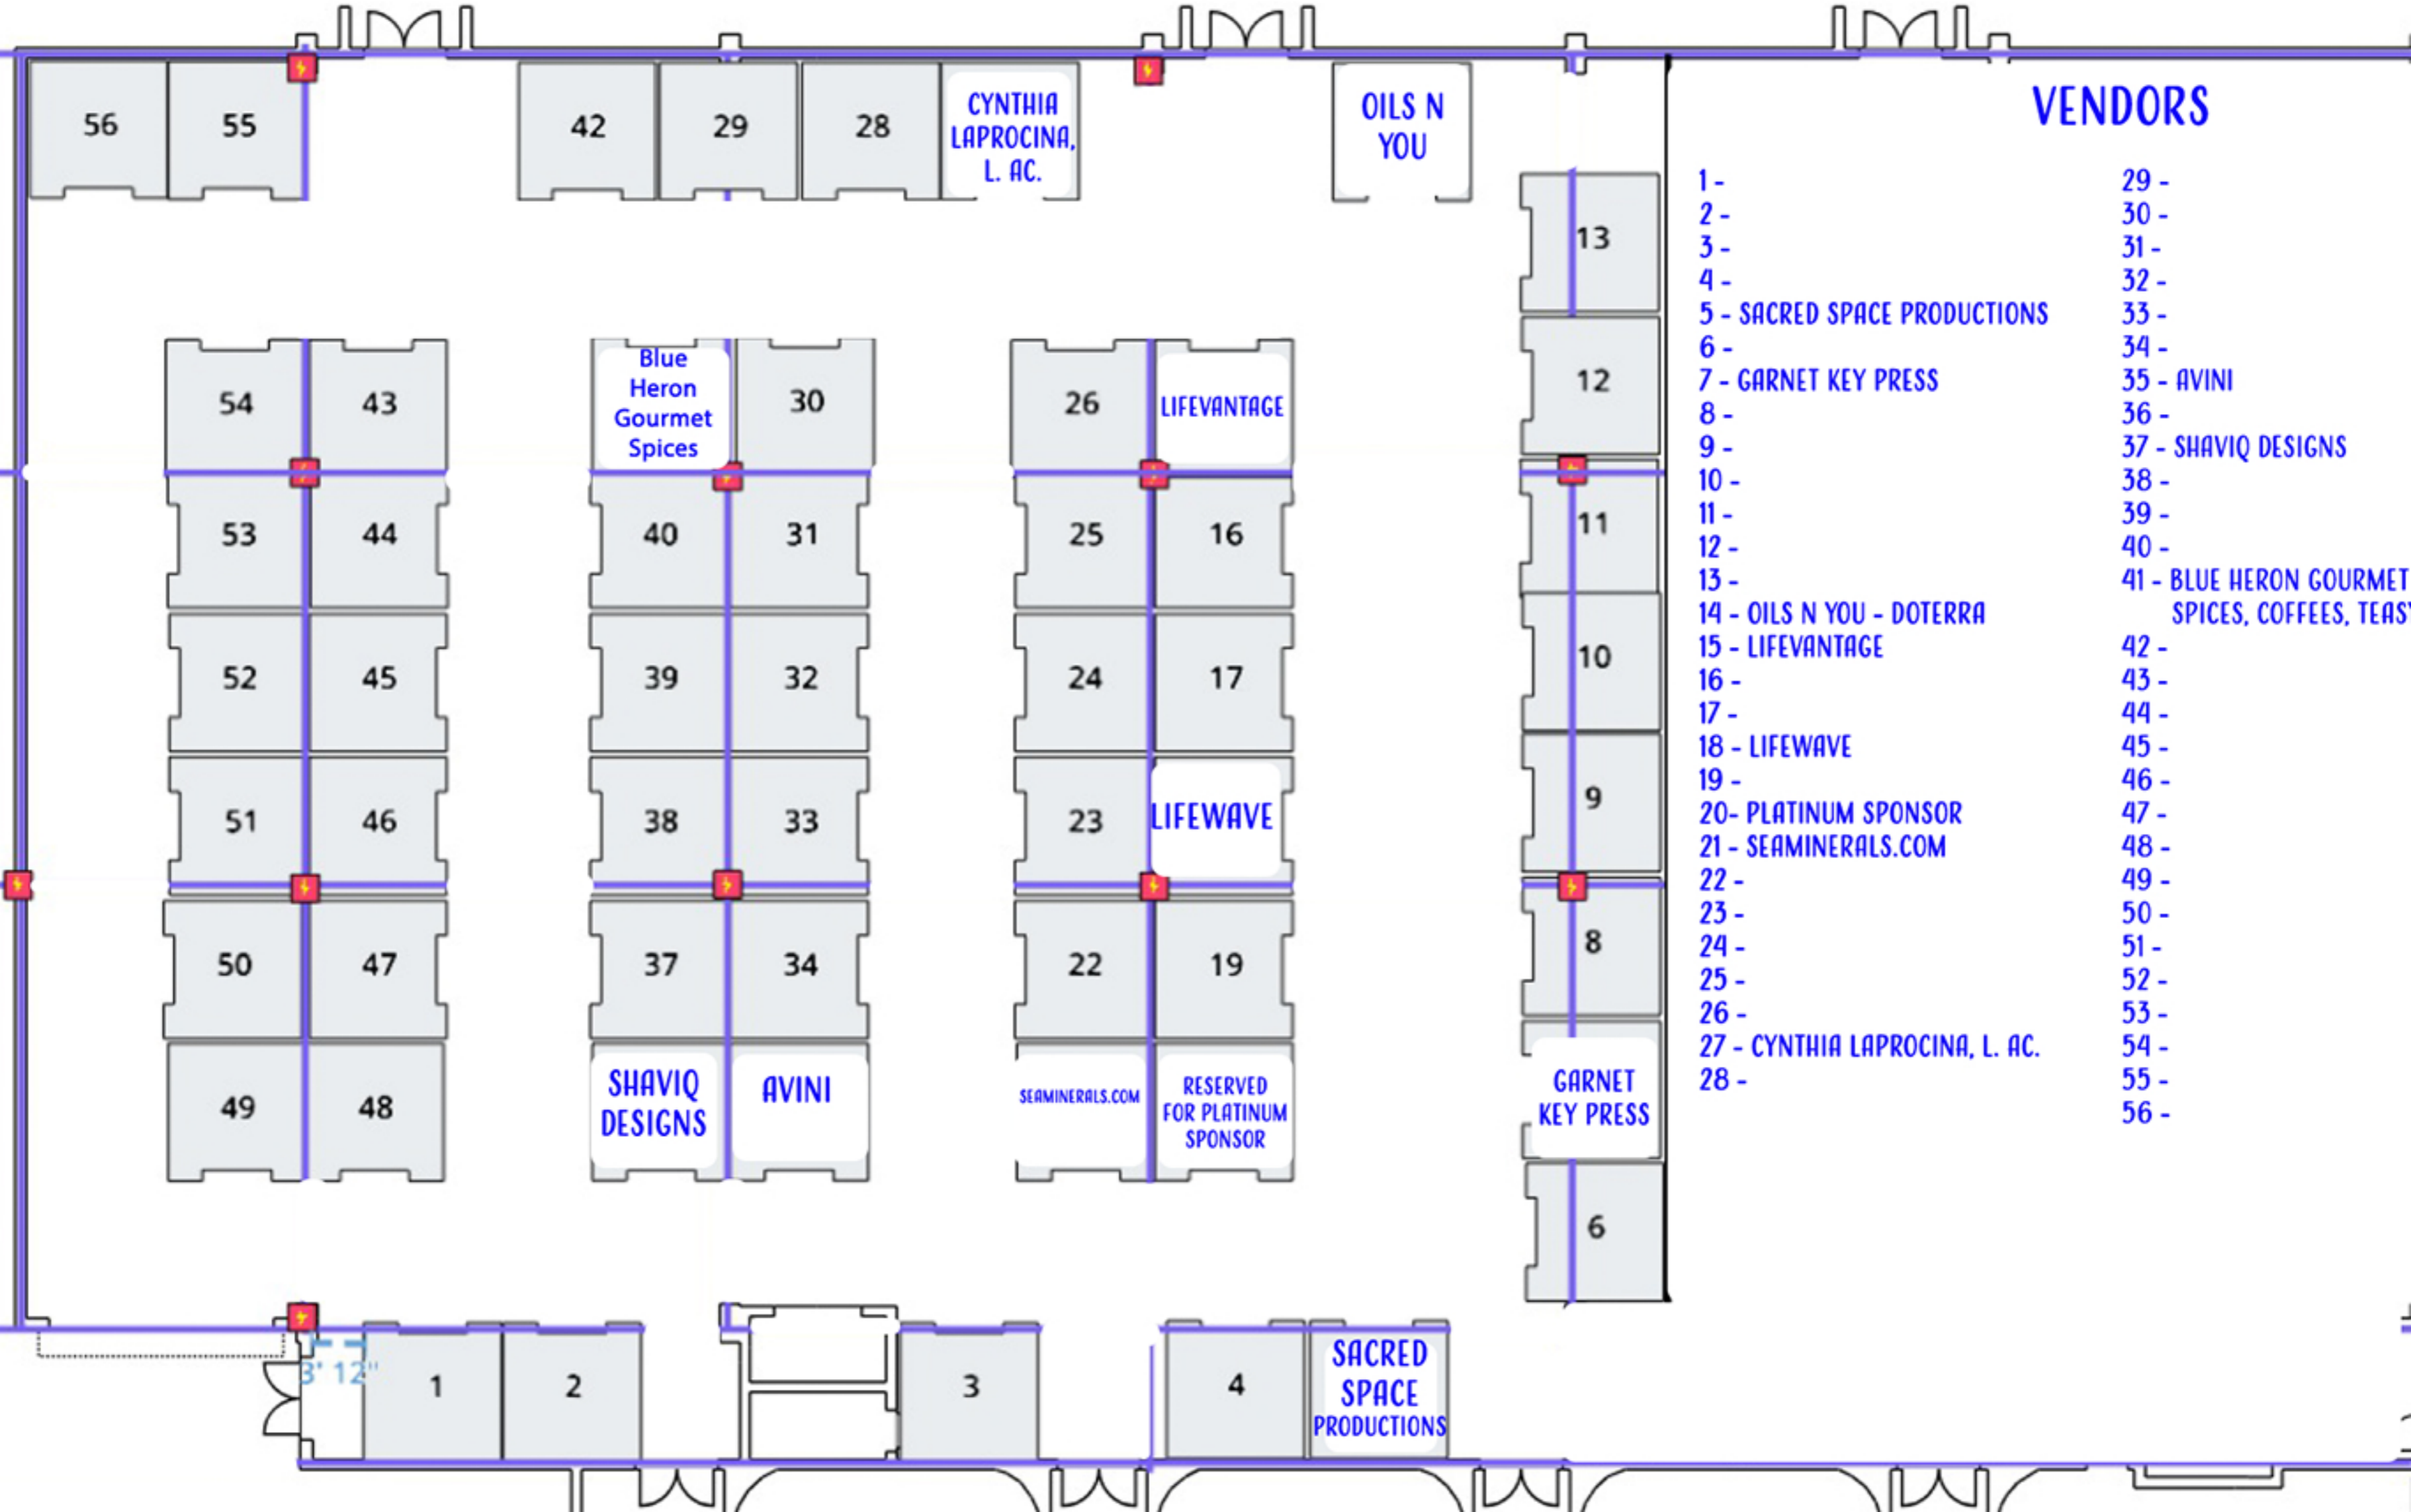 56
55
42
29
28
CYNTHIA
LAPROCINA,
L. AC.
OILS N
YOU
13
12
11
10
9
8
GARNET
KEY PRESS
6
54
43
53
44
52
45
51
46
50
47
49
48
Blue
Heron
Gourmet
Spices
30
40
31
39
32
38
33
37
34
SHAVIQ
DESIGNS
AVINI
26
LIFEVANTAGE
25
16
24
17
23
LIFEWAVE
22
19
SEAMINERALS.COM
RESERVED
FOR PLATINUM
SPONSOR
3' 12"
1
2
3
4
SACRED
SPACE
PRODUCTIONS
VENDORS
1 -
2 -
3 -
4 -
5 - SACRED SPACE PRODUCTIONS
6 -
7 - GARNET KEY PRESS
8 -
9 -
10 -
11 -
12 -
13 -
14 - OILS N YOU - DOTERRA
15 - LIFEVANTAGE
16 -
17 -
18 - LIFEWAVE
19 -
20- PLATINUM SPONSOR
21 - SEAMINERALS.COM
22 -
23 -
24 -
25 -
26 -
27 - CYNTHIA LAPROCINA, L. AC.
28 -
29 -
30 -
31 -
32 -
33 -
34 -
35 - AVINI
36 -
37 - SHAVIQ DESIGNS
38 -
39 -
40 -
41 - BLUE HERON GOURMET
SPICES, COFFEES, TEAS
42 -
43 -
44 -
45 -
46 -
47 -
48 -
49 -
50 -
51 -
52 -
53 -
54 -
55 -
56 -